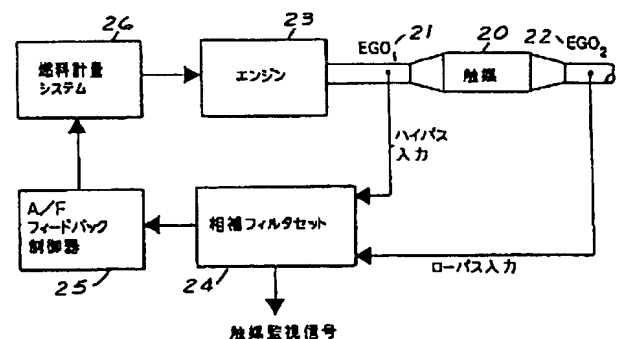 26
23
21
20
22
EGO₁
EGO₂
燃料計量
システム
エンジン
触媒
ハイパス
入力
A/F
フィードバック
制御器
相補フィルタセット
25
24
ローパス入力
触媒監視信号